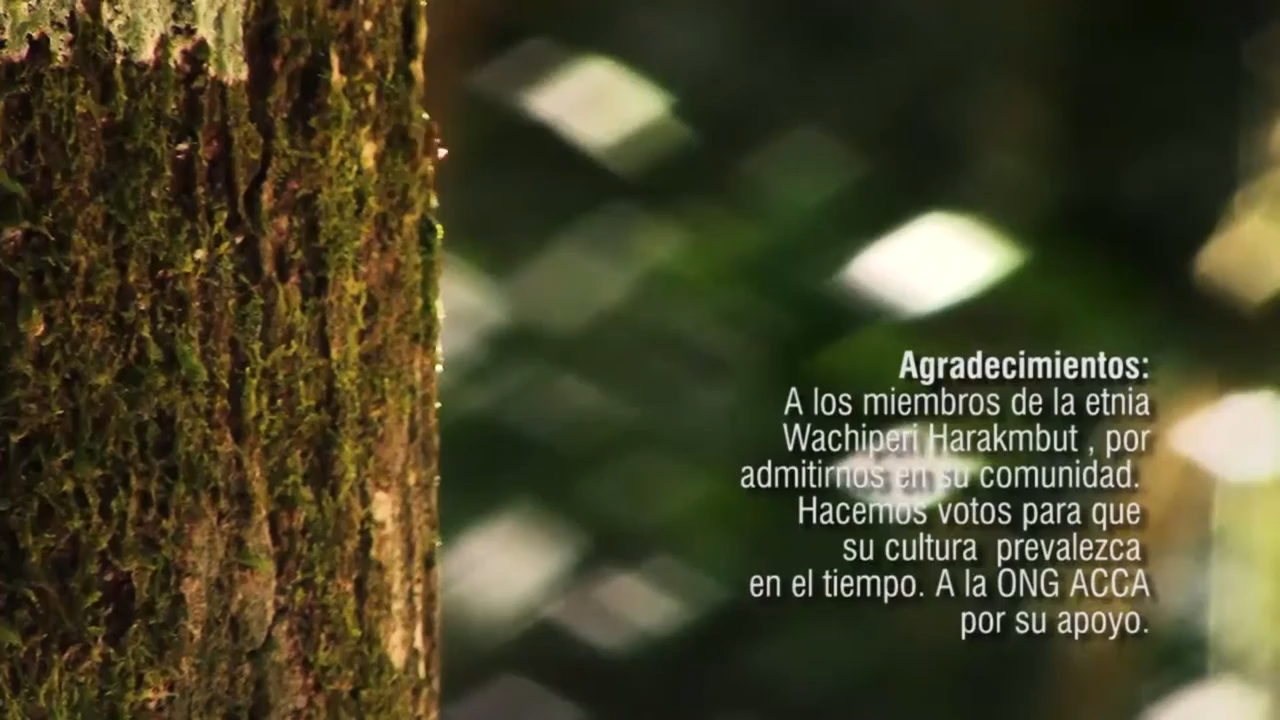 Agradecimientos:
A los miembros de la etnia
Wachiperi Harakmbut , por
admitirnos en su comunidad.
Hacemos votos para que
su cultura prevalezca
en el tiempo. A la ONG ACCA
por su apoyo.